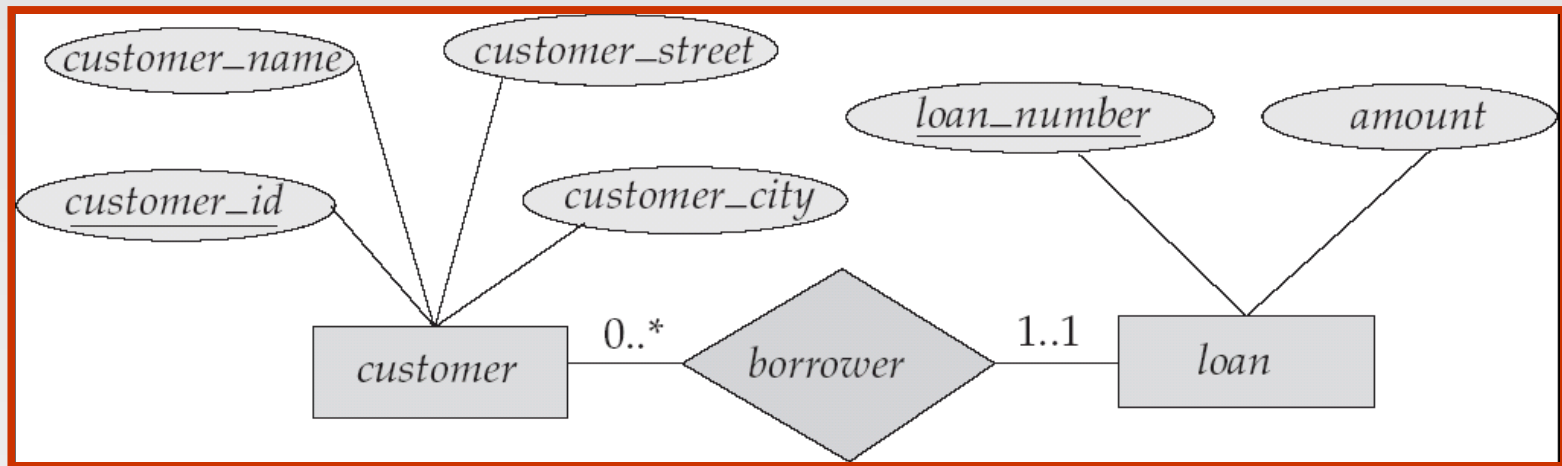 customer_name
customer_street
loan_number
amount
customer_id
customer_city
0..*
1..1
customer
borrower
loan